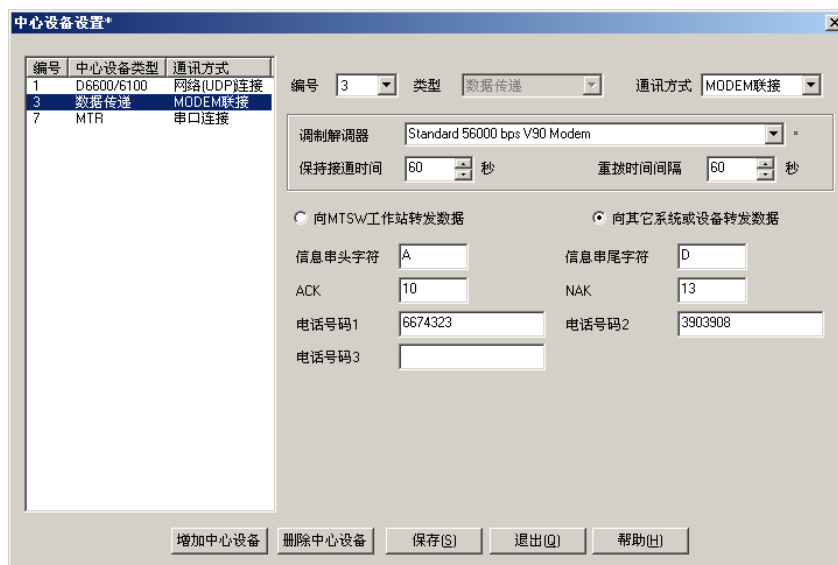 中心设备设置*
编号 中心设备类型 通讯方式
1 D6600/6100 网络(UDP)连接
3 数据传递 MODEM联接
7 MTR 串口连接
编号 3 类型 数据传递 通讯方式 MODEM联接
调制解调器 Standard 56000 bps V90 Modem *
保持接通时间 60 秒 重拨时间间隔 60 秒
向MTSW工作站转发数据 向其它系统或设备转发数据
信息串头字符 A 信息串尾字符 D
ACK 10 NAK 13
电话号码1 6674323 电话号码2 3903908
电话号码3
增加中心设备 删除中心设备 保存(S) 退出(Q) 帮助(H)